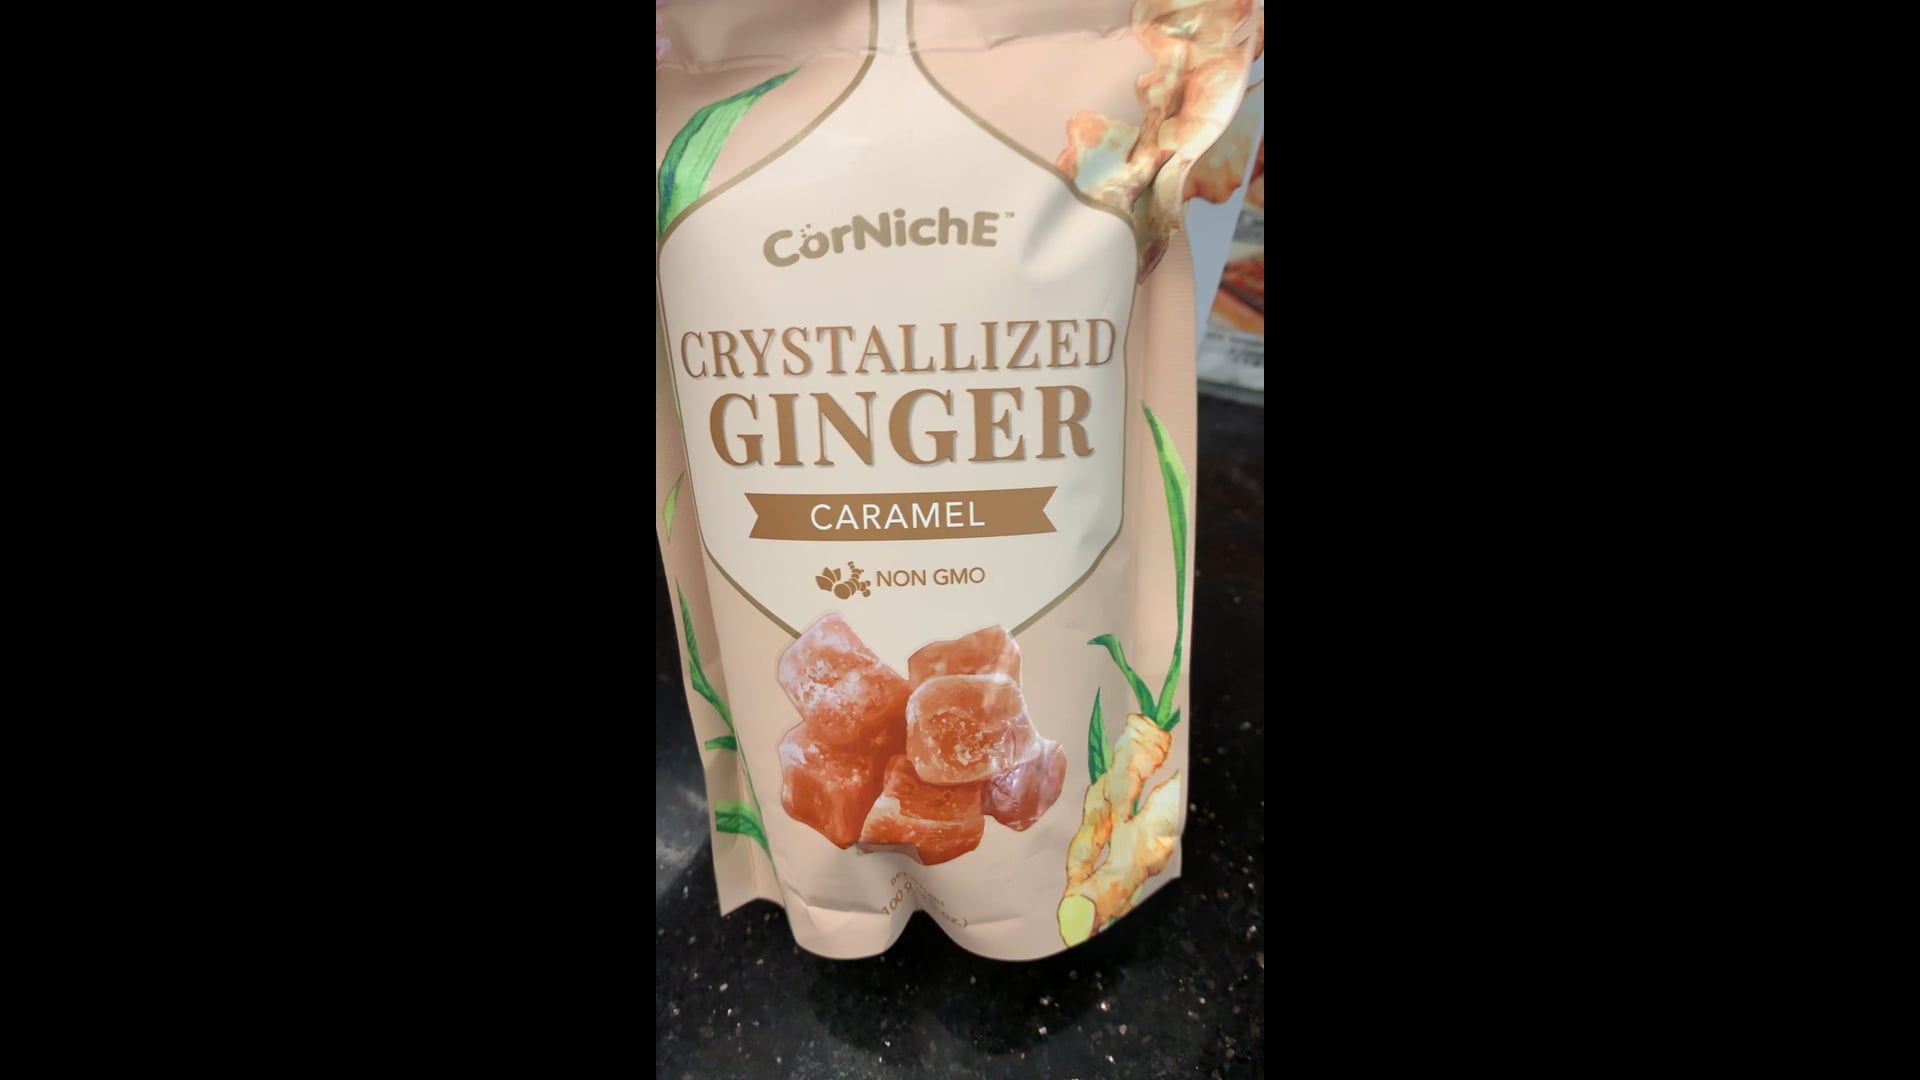 CorNichE™
CRYSTALLIZED
GINGER
CARAMEL
NON GMO